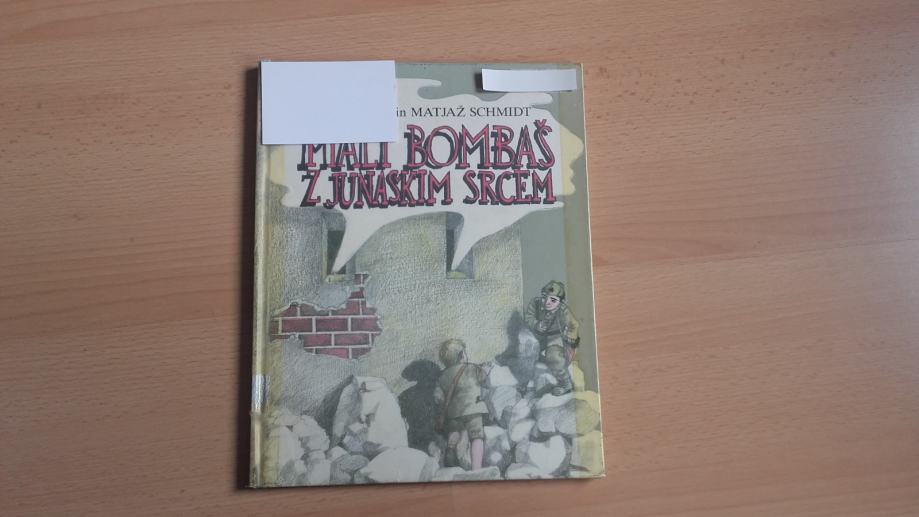 in MATJAŽ SCHMIDT
MALI BOMBAŠ
Z JUNAŠKIM SRCEM